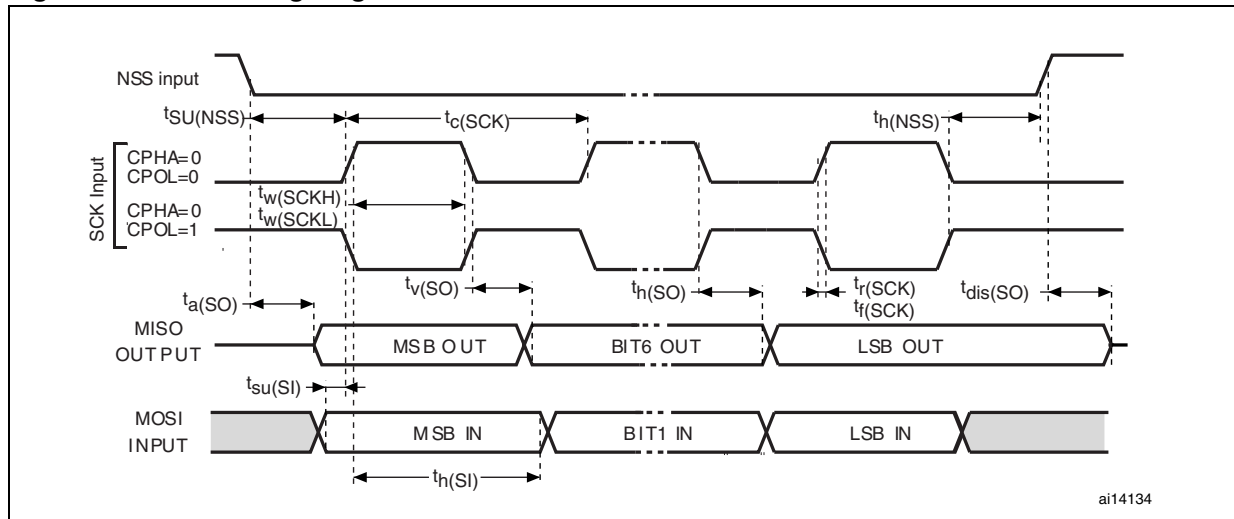 NSS input
tSU(NSS)
tc(SCK)
th(NSS)
SCK Input
CPHA=0
CPOL=0
tw(SCKH)
CPHA=0
tw(SCKL)
CPOL=1
tv(SO)
th(SO)
tr(SCK)
tf(SCK)
tdis(SO)
ta(SO)
MISO
OUTPUT
MSB OUT
BIT6 OUT
LSB OUT
tsu(SI)
MOSI
INPUT
MSB IN
BIT1 IN
LSB IN
th(SI)
ai14134